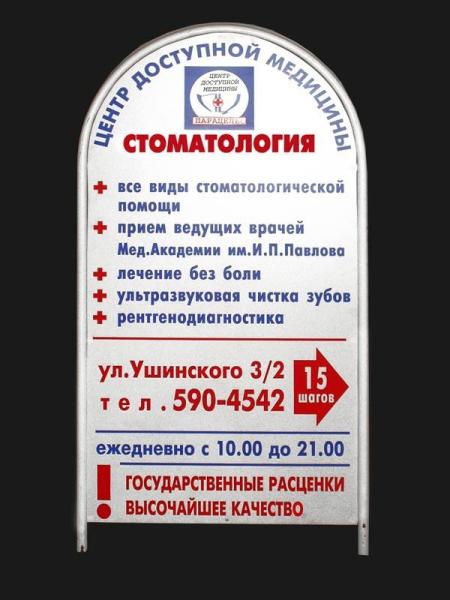 ЦЕНТР ДОСТУПНОЙ МЕДИЦИНЫ
ЦЕНТР
ДОСТУПНОЙ
МЕДИЦИНЫ
ПАРАЦЕЛЬС
СТОМАТОЛОГИЯ
все виды стоматологической
помощи
прием ведущих врачей
Мед.Академии им.И.П.Павлова
лечение без боли
ультразвуковая чистка зубов
рентгенодиагностика
ул.Ушинского 3/2
тел.590-4542
15
шагов
ежедневно с 10.00 до 21.00
! ГОСУДАРСТВЕННЫЕ РАСЦЕНКИ
ВЫСОЧАЙШЕЕ КАЧЕСТВО